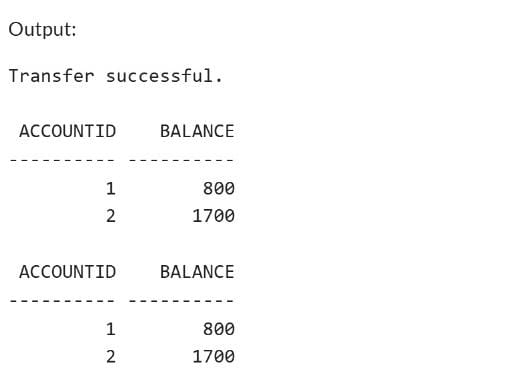 Output:
Transfer successful.
 ACCOUNTID    BALANCE
---------- ----------
         1        800
         2       1700
 ACCOUNTID    BALANCE
---------- ----------
         1        800
         2       1700